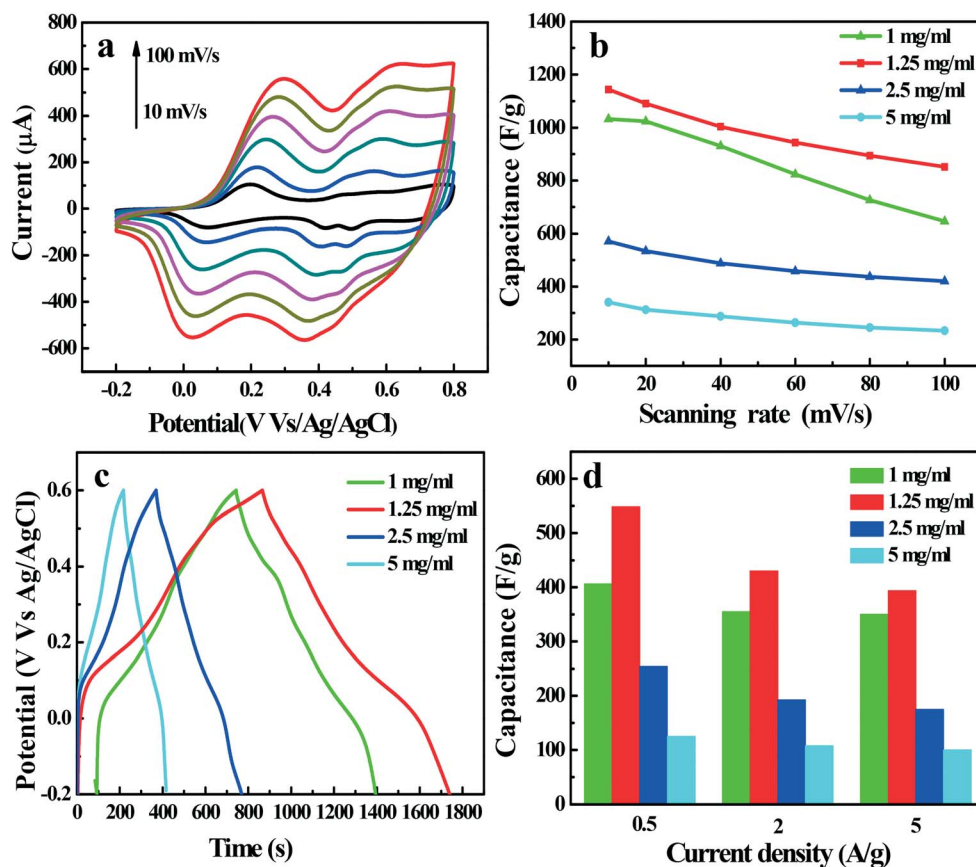 a
800
600
400
200
0
-200
-400
-600
Current (μA)
100 mV/s
10 mV/s
-0.2 0.0 0.2 0.4 0.6 0.8
Potential(V Vs/Ag/AgCl)
b
1400
1200
1000
800
600
400
200
Capacitance (F/g)
1 mg/ml
1.25 mg/ml
2.5 mg/ml
5 mg/ml
0 20 40 60 80 100
Scanning rate (mV/s)
c
0.6
0.4
0.2
0.0
-0.2
Potential (V Vs Ag/AgCl)
1 mg/ml
1.25 mg/ml
2.5 mg/ml
5 mg/ml
0 200 400 600 800 1000 1400 1800
Time (s)
d
600
500
400
300
200
100
0
Capacitance (F/g)
1 mg/ml
1.25 mg/ml
2.5 mg/ml
5 mg/ml
0.5 2 5
Current density (A/g)